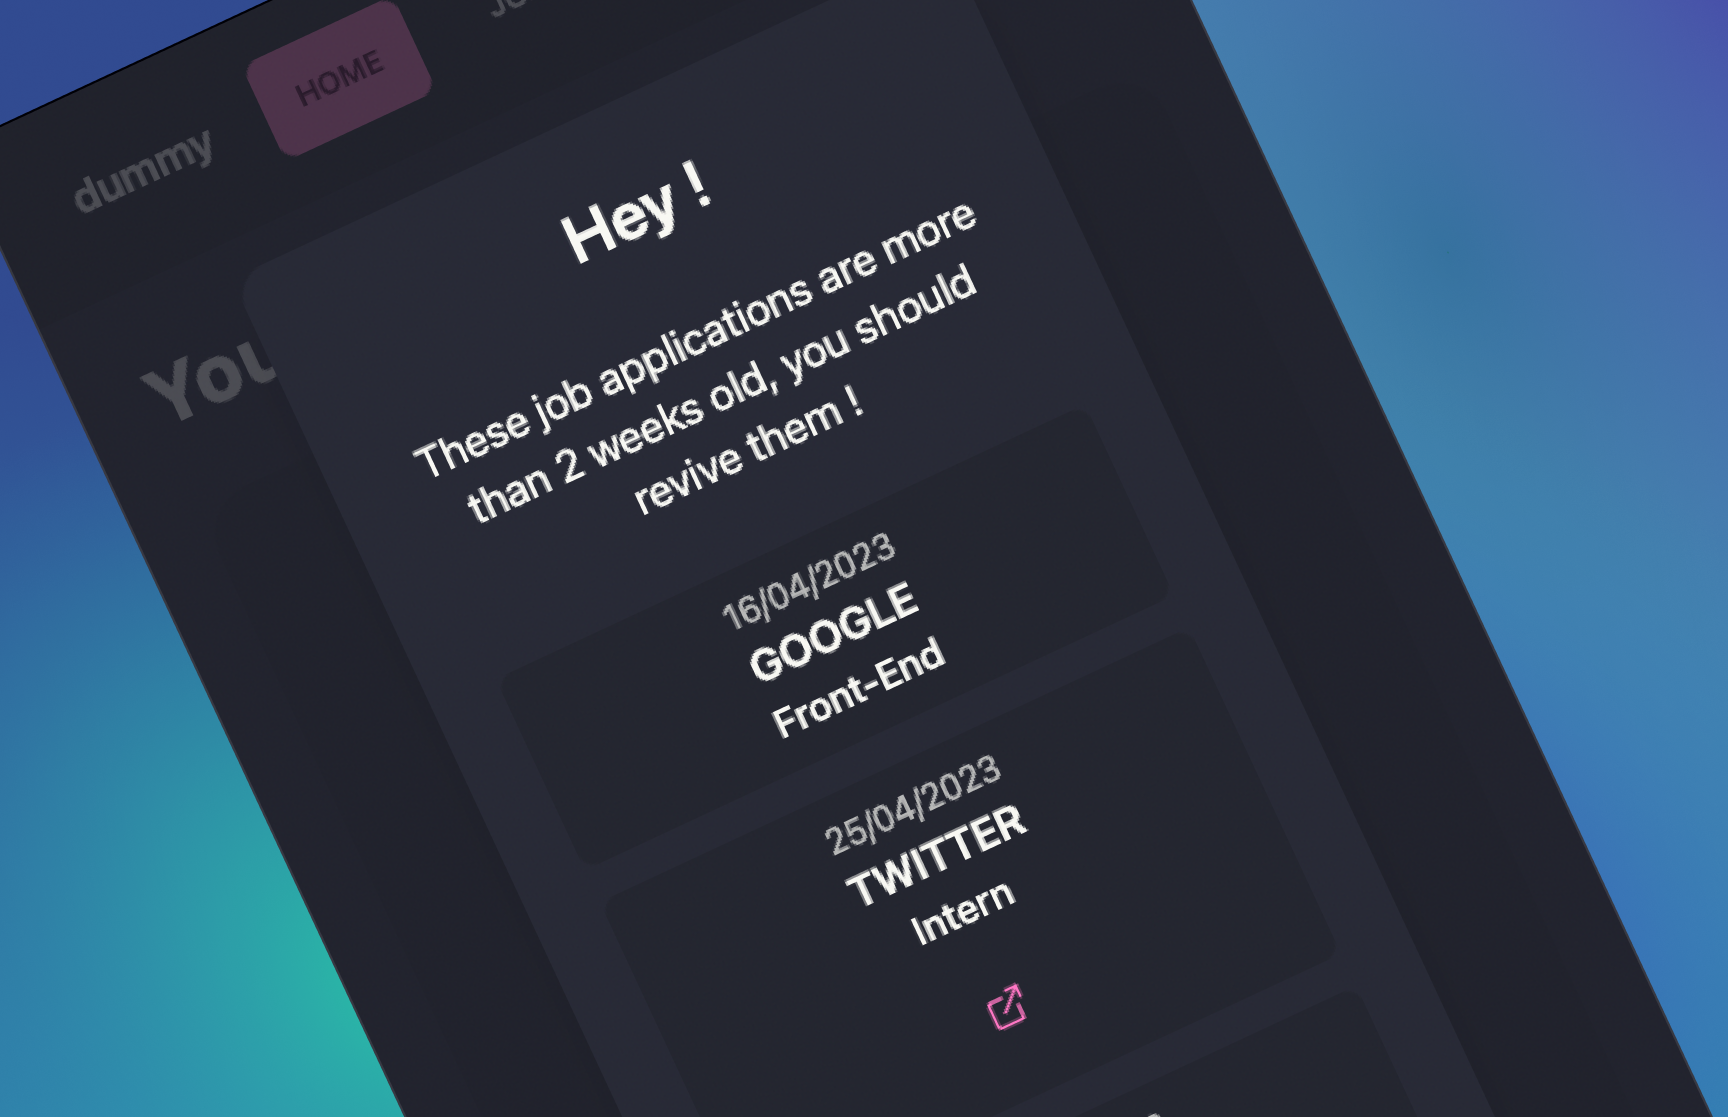 dummy
HOME
You
Hey !
These job applications are more
than 2 weeks old, you should
revive them !
16/04/2023
GOOGLE
Front-End
25/04/2023
TWITTER
Intern